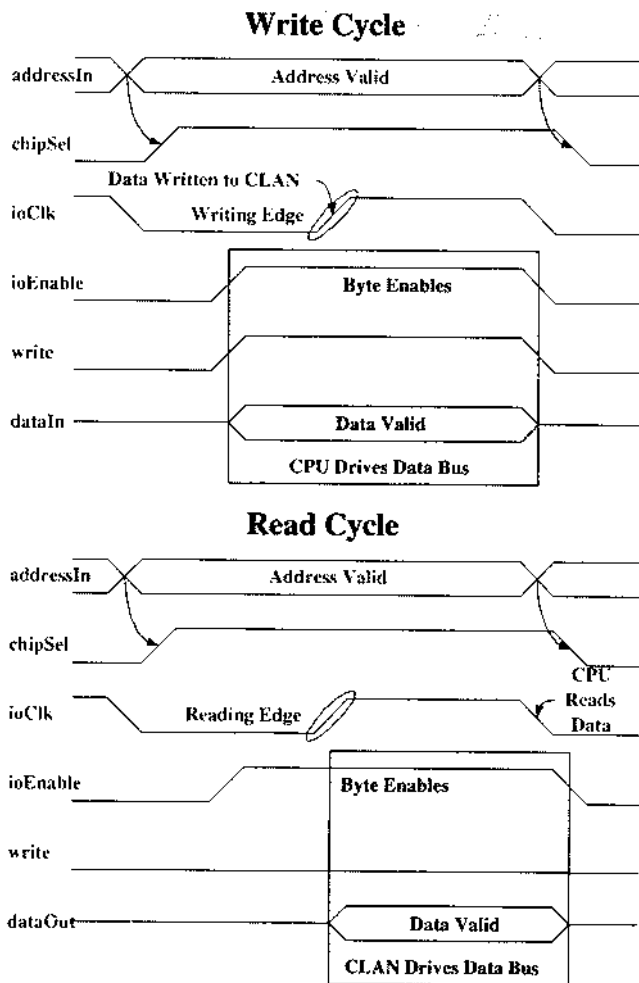 Write Cycle
addressIn
Address Valid
chipSel
Data Written to CLAN
ioClk
Writing Edge
ioEnable
Byte Enables
write
dataIn
Data Valid
CPU Drives Data Bus
Read Cycle
addressIn
Address Valid
chipSel
CPU
ioClk
Reading Edge
Reads
Data
ioEnable
Byte Enables
write
dataOut
Data Valid
CLAN Drives Data Bus